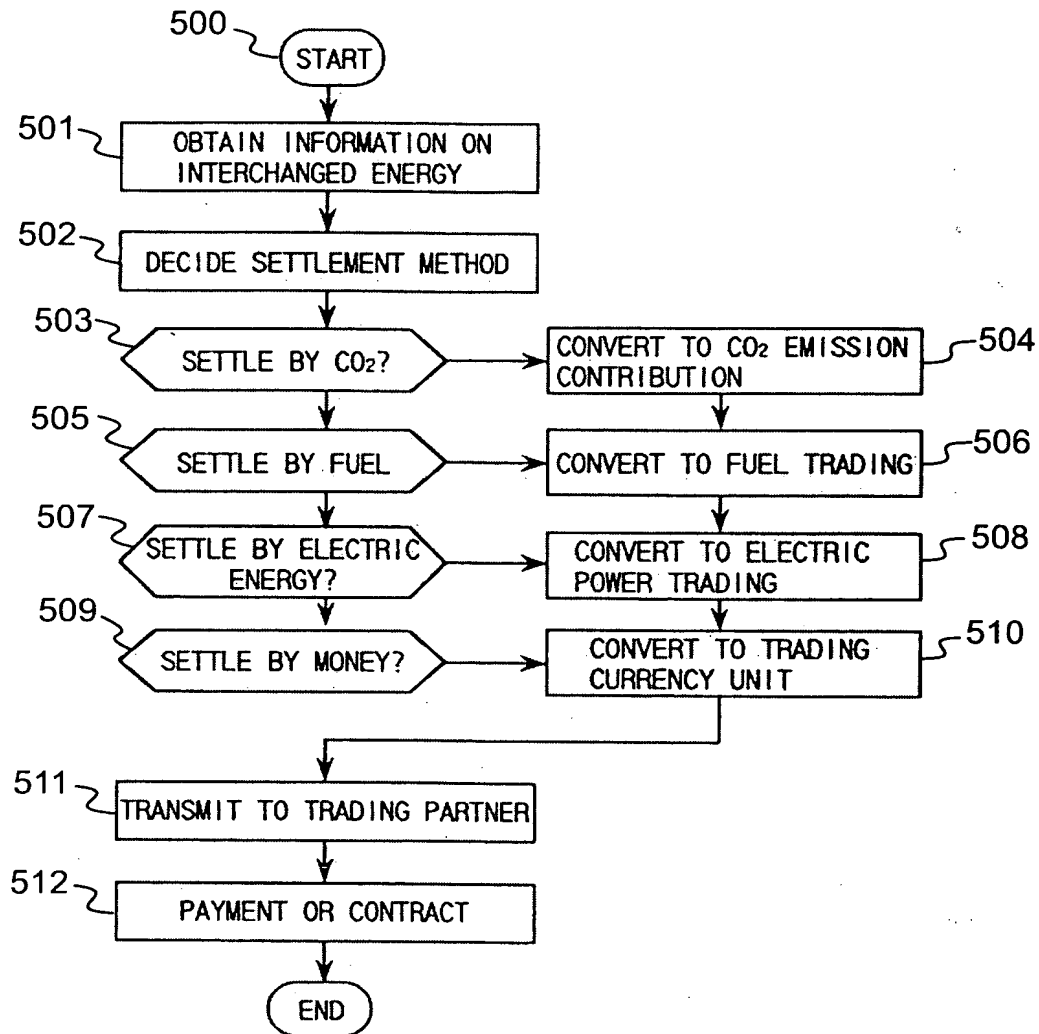 500
START
501
OBTAIN INFORMATION ON
INTERCHANGED ENERGY
502
DECIDE SETTLEMENT METHOD
503
SETTLE BY CO₂?
CONVERT TO CO₂ EMISSION
CONTRIBUTION
504
505
SETTLE BY FUEL
CONVERT TO FUEL TRADING
506
507
SETTLE BY ELECTRIC
ENERGY?
CONVERT TO ELECTRIC
POWER TRADING
508
509
SETTLE BY MONEY?
CONVERT TO TRADING
CURRENCY UNIT
510
511
TRANSMIT TO TRADING PARTNER
512
PAYMENT OR CONTRACT
END